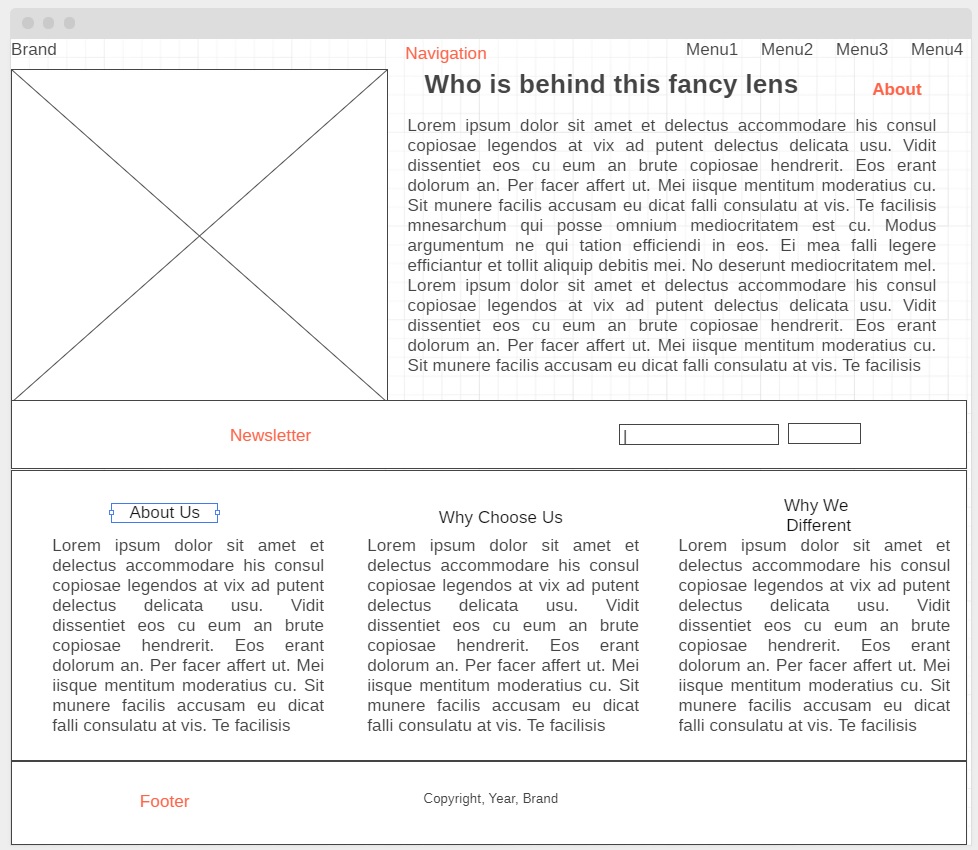 Brand
Navigation
Menu1 Menu2 Menu3 Menu4
Who is behind this fancy lens
About
Lorem ipsum dolor sit amet et delectus accommodare his consul
copiosae legendos at vix ad putent delectus delicata usu. Vidit
dissentiet eos cu eum an brute copiosae hendrerit. Eos erant
dolorum an. Per facer affert ut. Mei iisque mentitum moderatius cu.
Sit munere facilis accusam eu dicat falli consulatu at vis. Te facilisis
mnesarchum qui posse omnium mediocritatem est cu. Modus
argumentum ne qui tation efficiendi in eos. Ei mea falli legere
efficiantur et tollit aliquip debitis mei. No deserunt mediocritatem mel.
Lorem ipsum dolor sit amet et delectus accommodare his consul
copiosae legendos at vix ad putent delectus delicata usu. Vidit
dissentiet eos cu eum an brute copiosae hendrerit. Eos erant
dolorum an. Per facer affert ut. Mei iisque mentitum moderatius cu.
Sit munere facilis accusam eu dicat falli consulatu at vis. Te facilisis
Newsletter
About Us
Lorem ipsum dolor sit amet et
delectus accommodare his consul
copiosae legendos at vix ad putent
delectus delicata usu. Vidit
dissentiet eos cu eum an brute
copiosae hendrerit. Eos erant
dolorum an. Per facer affert ut. Mei
iisque mentitum moderatius cu. Sit
munere facilis accusam eu dicat
falli consulatu at vis. Te facilisis
Why Choose Us
Lorem ipsum dolor sit amet et
delectus accommodare his consul
copiosae legendos at vix ad putent
delectus delicata usu. Vidit
dissentiet eos cu eum an brute
copiosae hendrerit. Eos erant
dolorum an. Per facer affert ut. Mei
iisque mentitum moderatius cu. Sit
munere facilis accusam eu dicat
falli consulatu at vis. Te facilisis
Why We
Different
Lorem ipsum dolor sit amet et
delectus accommodare his consul
copiosae legendos at vix ad putent
delectus delicata usu. Vidit
dissentiet eos cu eum an brute
copiosae hendrerit. Eos erant
dolorum an. Per facer affert ut. Mei
iisque mentitum moderatius cu. Sit
munere facilis accusam eu dicat
falli consulatu at vis. Te facilisis
Footer
Copyright, Year, Brand